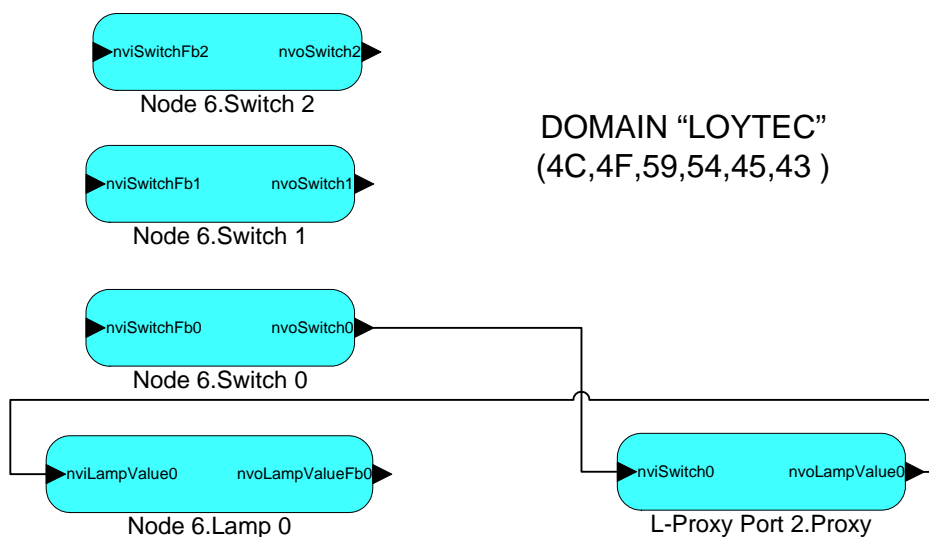 nviSwitchFb2 nvoSwitch2
Node 6.Switch 2
DOMAIN “LOYTEC”
(4C,4F,59,54,45,43 )
nviSwitchFb1 nvoSwitch1
Node 6.Switch 1
nviSwitchFb0 nvoSwitch0
Node 6.Switch 0
nviLampValue0 nvoLampValueFb0
Node 6.Lamp 0
nviSwitch0 nvoLampValue0
L-Proxy Port 2.Proxy